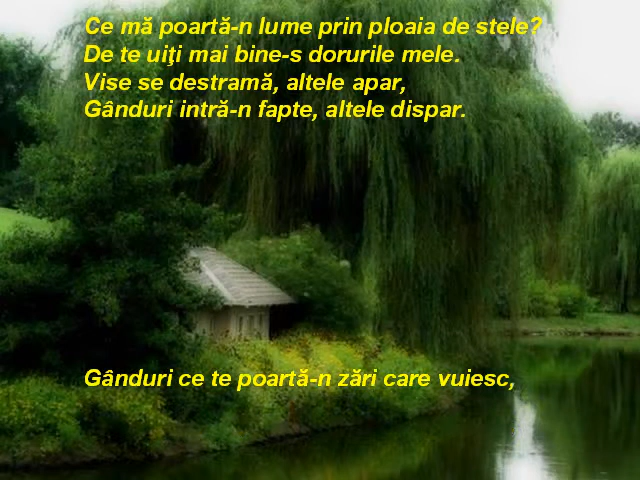 Ce mă poartă-n lume prin ploaia de stele?
De te uiţi mai bine-s dorurile mele.
Vise se destramă, altele apar,
Gânduri intră-n fapte, altele dispar.
Gânduri ce te poartă-n zări care vuiesc,